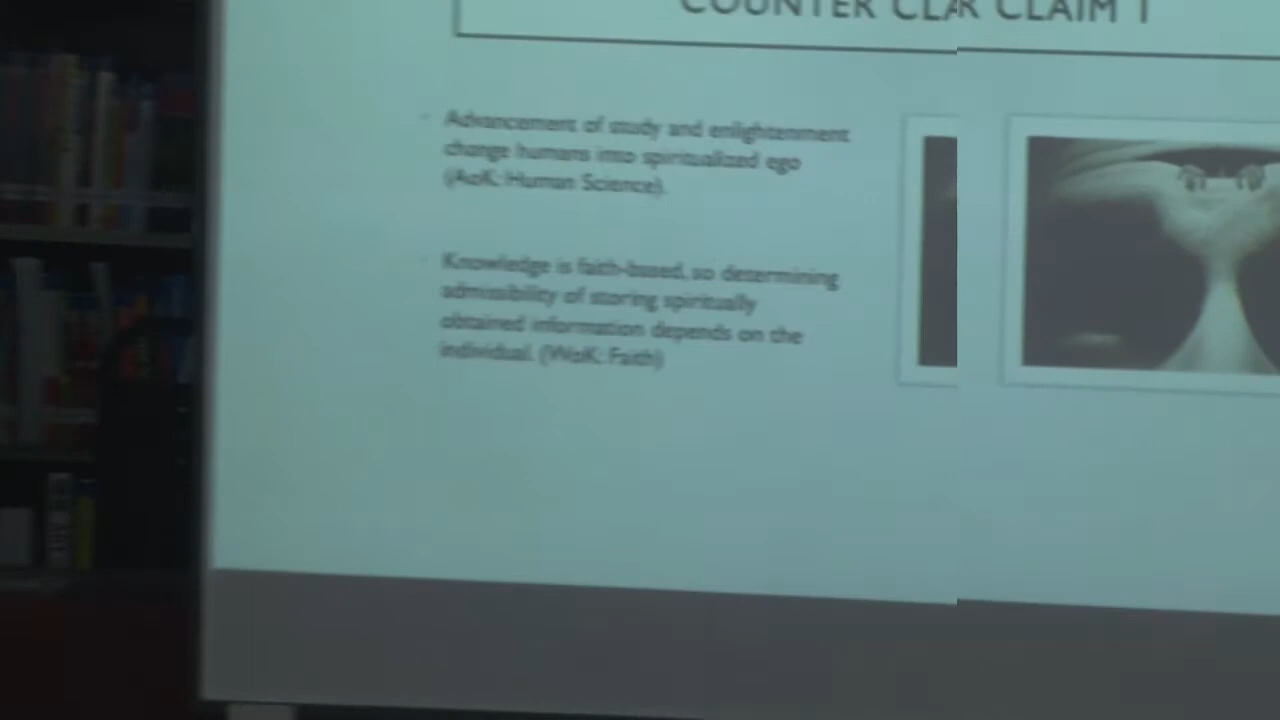 COUNTER CLAR CLAIM 1
Advancement of study and enlightenment
change humans into spiritualized ego
(AoK: Human Science).
Knowledge is faith-based, so determining
admissibility of storing spiritually
obtained information depends on the
individual. (WoK: Faith)